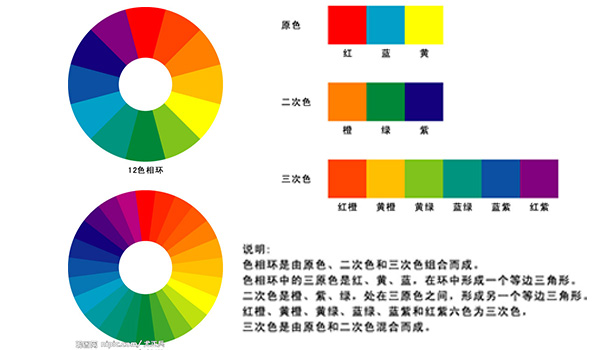 原色
红 蓝 黄
二次色
橙 绿 紫
12色相环
三次色
红橙 黄橙 黄绿 蓝绿 蓝紫 红紫
说明:
色相环是由原色、二次色和三次色组合而成。
色相环中的三原色是红、黄、蓝，在环中形成一个等边三角形。
二次色是橙、紫、绿，处在三原色之间，形成另一个等边三角形。
红橙、黄橙、黄绿、蓝绿、蓝紫和红紫六色为三次色，
三次色是由原色和二次色混合而成。
nipic.com/